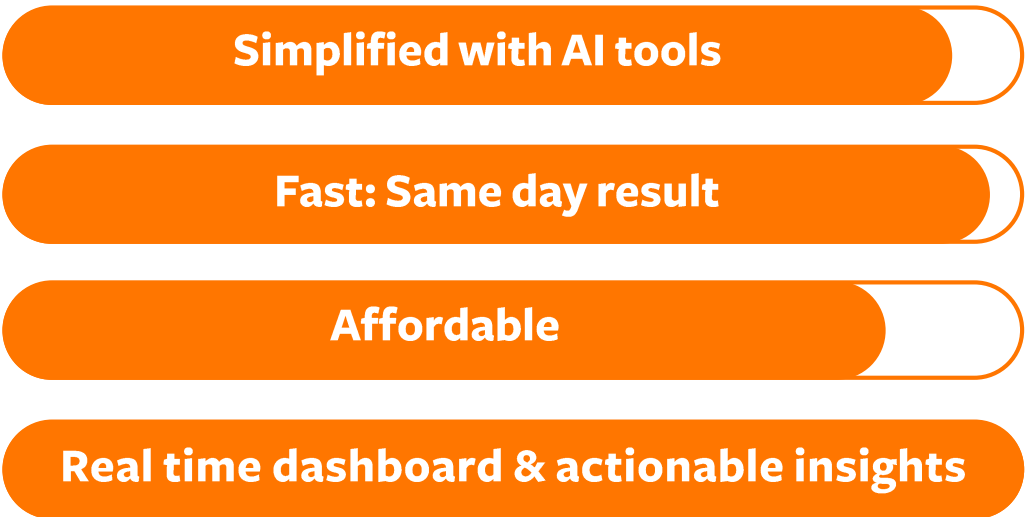 Simplified with AI tools
Fast: Same day result
Affordable
Real time dashboard & actionable insights